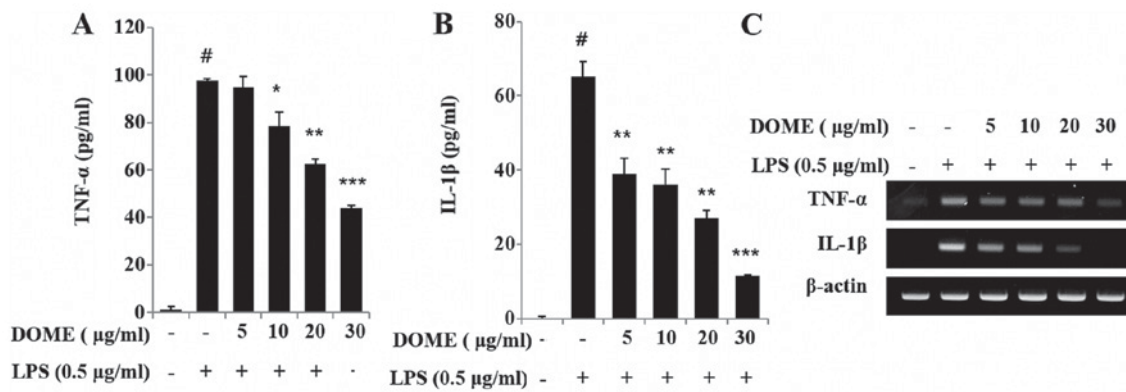 A
TNF-α (pg/ml)
120
100
80
60
40
20
0
#
*
**
***
DOME ( μg/ml) - - 5 10 20 30
LPS (0.5 μg/ml) - + + + + -
B
IL-1β (pg/ml)
80
60
40
20
0
#
**
**
**
***
DOME ( μg/ml) - - 5 10 20 30
LPS (0.5 μg/ml) - + + + + +
C
DOME ( μg/ml) - - 5 10 20 30
LPS (0.5 μg/ml) - + + + + +
TNF-α
IL-1β
β-actin